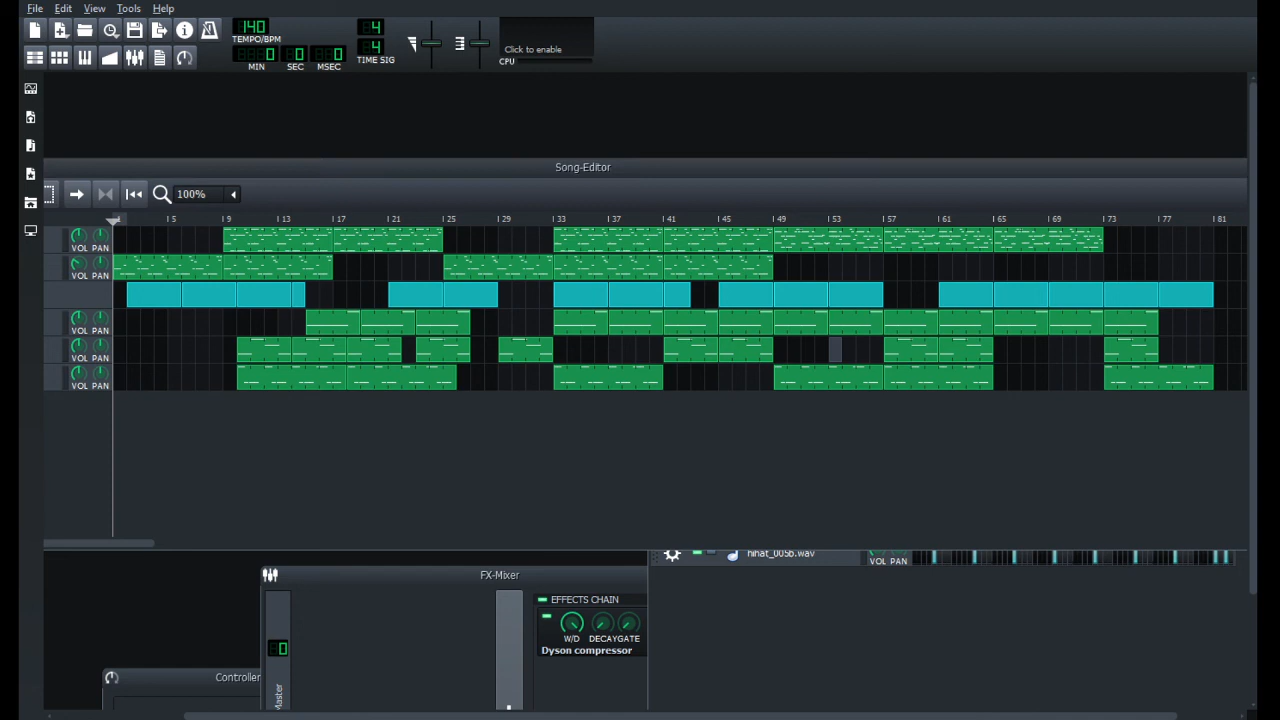 File Edit View Tools Help
140
TEMPO/BPM
0 0 0
MIN SEC MSEC
4
4
TIME SIG
Click to enable
CPU
Song-Editor
100%
5 9 13 17 21 25 29 33 37 41 45 49 53 57 61 65 69 73 77 81
VOL PAN
VOL PAN
VOL PAN
VOL PAN
VOL PAN
hihat_005b.wav
VOL PAN
FX-Mixer
EFFECTS CHAIN
W/D DECAY GATE
Dyson compressor
0
Master
Controller